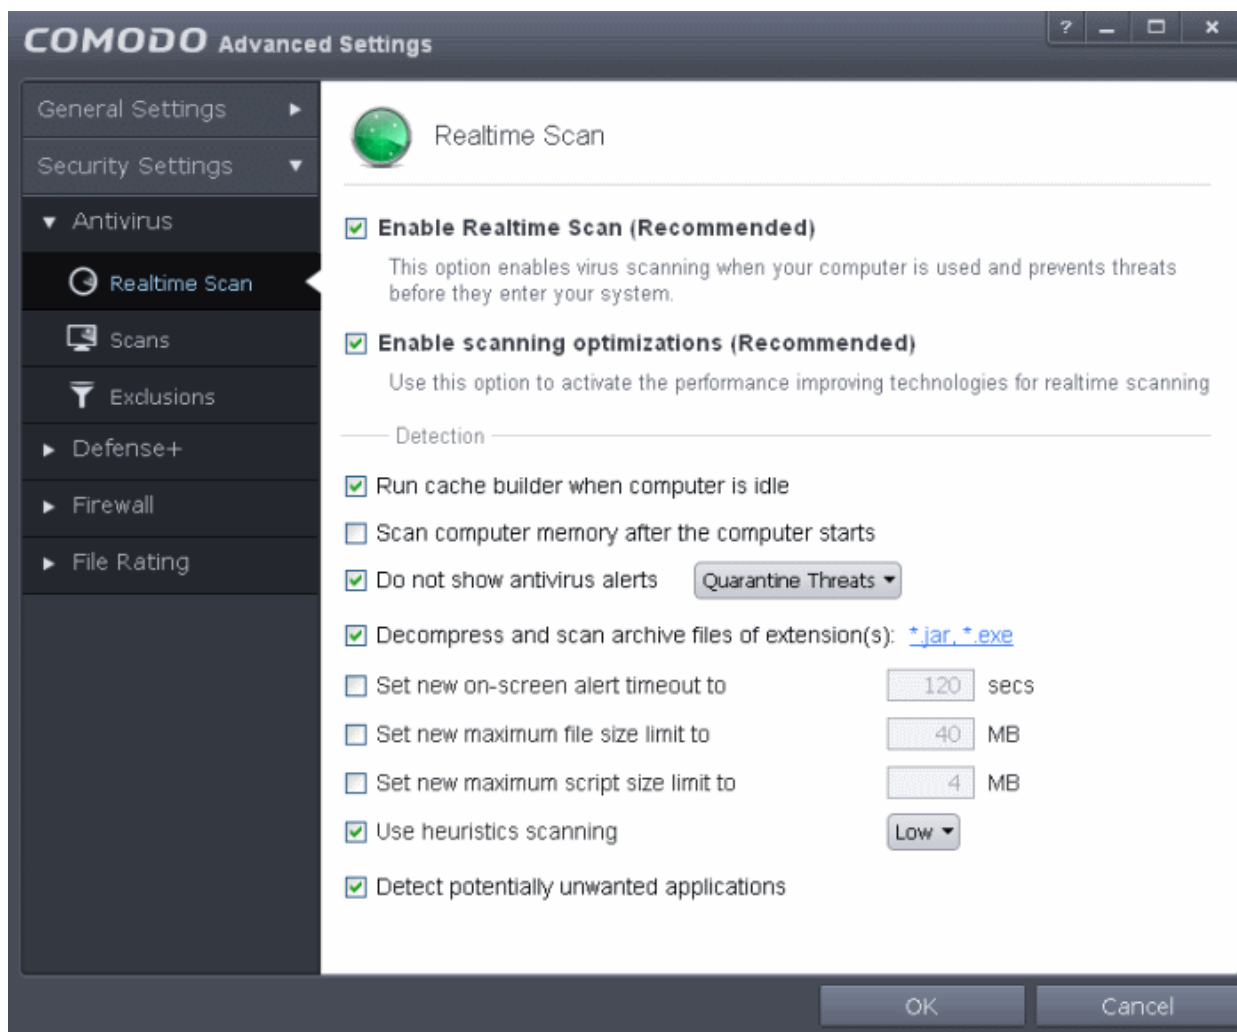 COMODO Advanced Settings
?
General Settings
Security Settings
Antivirus
Realtime Scan
Scans
Exclusions
Defense+
Firewall
File Rating
Realtime Scan
Enable Realtime Scan (Recommended)
This option enables virus scanning when your computer is used and prevents threats
before they enter your system.
Enable scanning optimizations (Recommended)
Use this option to activate the performance improving technologies for realtime scanning
Detection
Run cache builder when computer is idle
Scan computer memory after the computer starts
Do not show antivirus alerts Quarantine Threats
Decompress and scan archive files of extension(s): *.jar, *.exe
Set new on-screen alert timeout to 120 secs
Set new maximum file size limit to 40 MB
Set new maximum script size limit to 4 MB
Use heuristics scanning Low
Detect potentially unwanted applications
OK Cancel